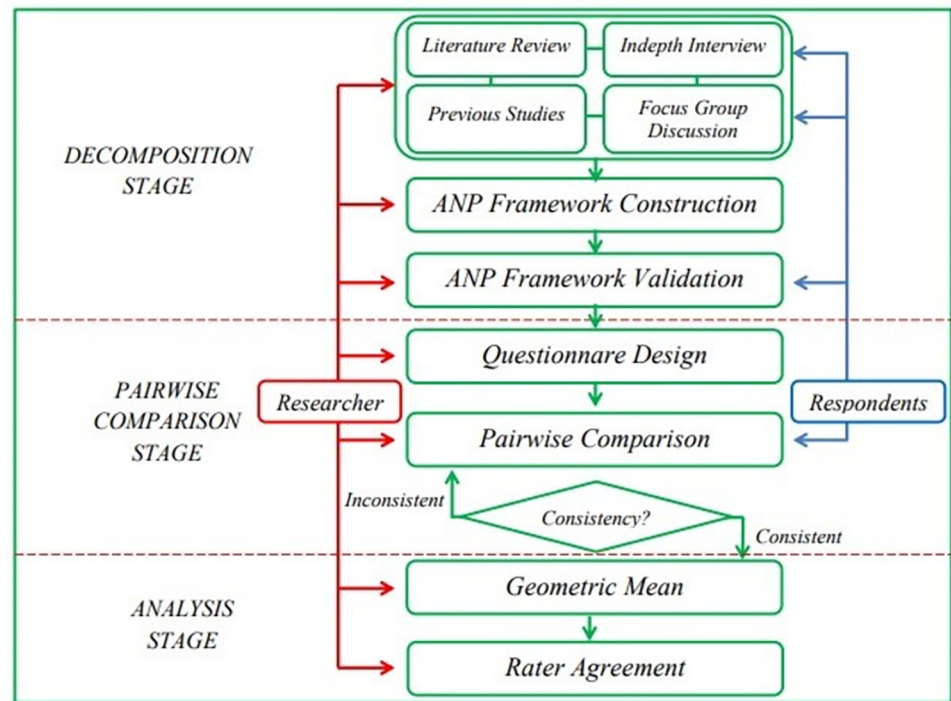 Literature Review
Indepth Interview
Previous Studies
Focus Group
Discussion
DECOMPOSITION
STAGE
ANP Framework Construction
ANP Framework Validation
Questionnare Design
PAIRWISE
COMPARISON
STAGE
Researcher
Respondents
Pairwise Comparison
Inconsistent
Consistency?
Consistent
Geometric Mean
ANALYSIS
STAGE
Rater Agreement